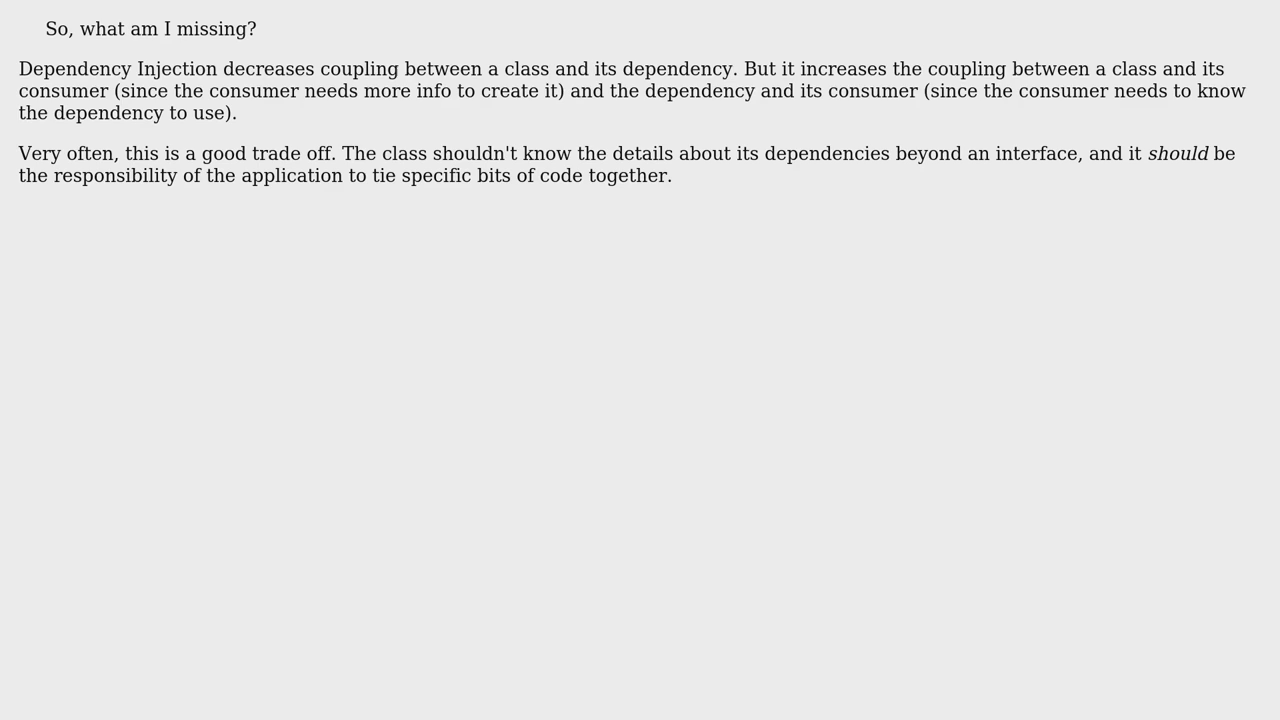 So, what am I missing?
Dependency Injection decreases coupling between a class and its dependency. But it increases the coupling between a class and its
consumer (since the consumer needs more info to create it) and the dependency and its consumer (since the consumer needs to know
the dependency to use).
Very often, this is a good trade off. The class shouldn't know the details about its dependencies beyond an interface, and it should be
the responsibility of the application to tie specific bits of code together.